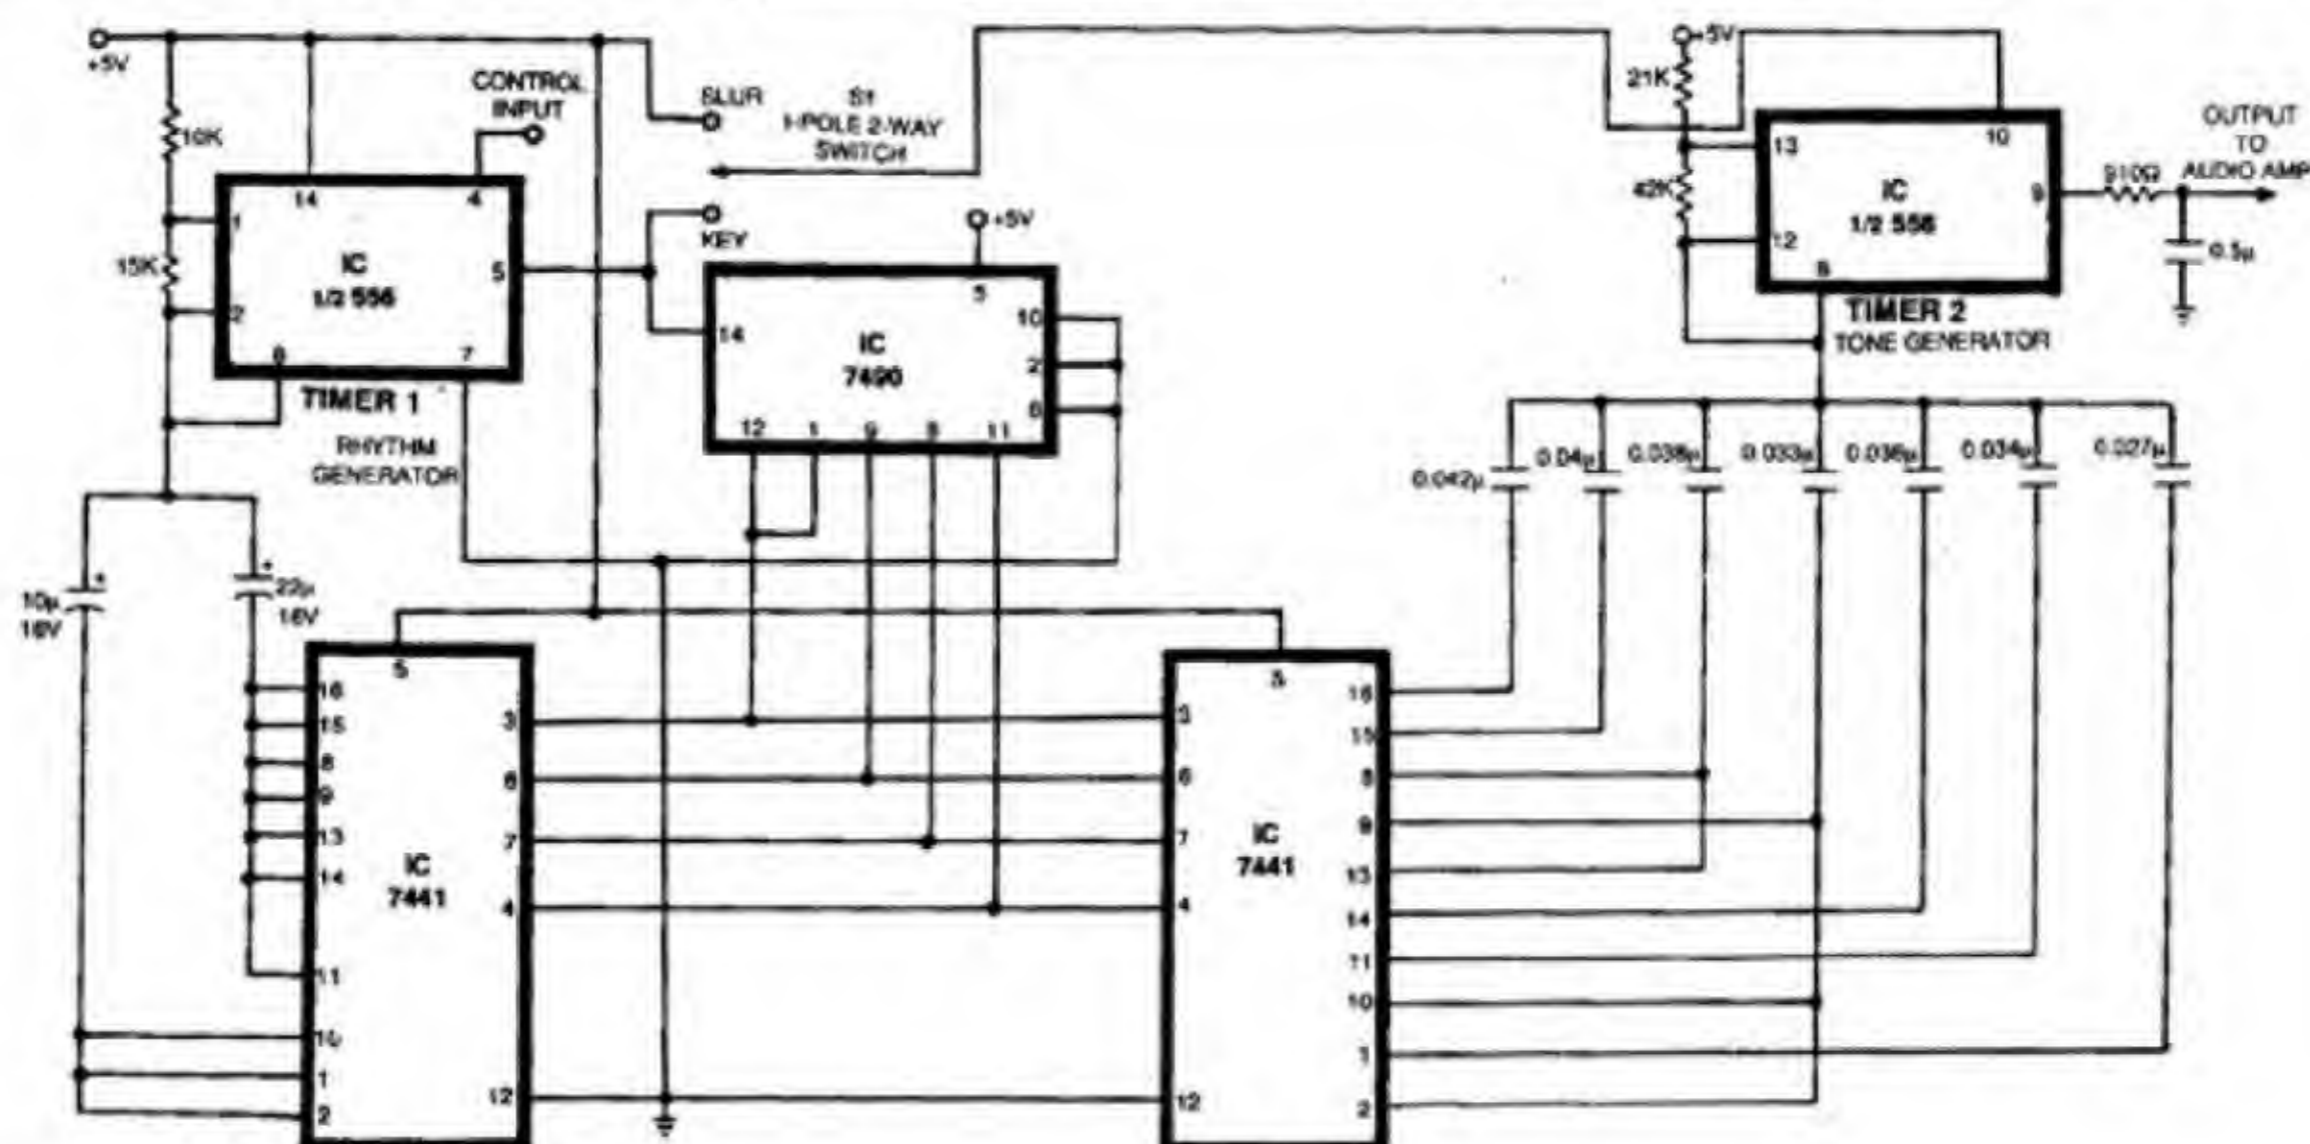 +5V
10K
15K
CONTROL
INPUT
14
4
1
IC
1/2 556
5
2
6
7
TIMER 1
RHYTHM
GENERATOR
10µ
16V
22µ
16V
SLUR
S1
1-POLE 2-WAY
SWITCH
KEY
+5V
5
14
IC
7490
10
2
6
12
1
9
8
11
+5V
21K
42K
13
10
IC
1/2 556
12
8
9
TIMER 2
TONE GENERATOR
910Ω
OUTPUT
TO
AUDIO AMP
0.5µ
0.042µ
0.04µ
0.038µ
0.033µ
0.036µ
0.034µ
0.027µ
5
16
15
8
9
13
14
11
10
1
2
IC
7441
3
6
7
4
12
5
3
6
7
4
12
IC
7441
16
15
8
9
13
14
11
10
1
2